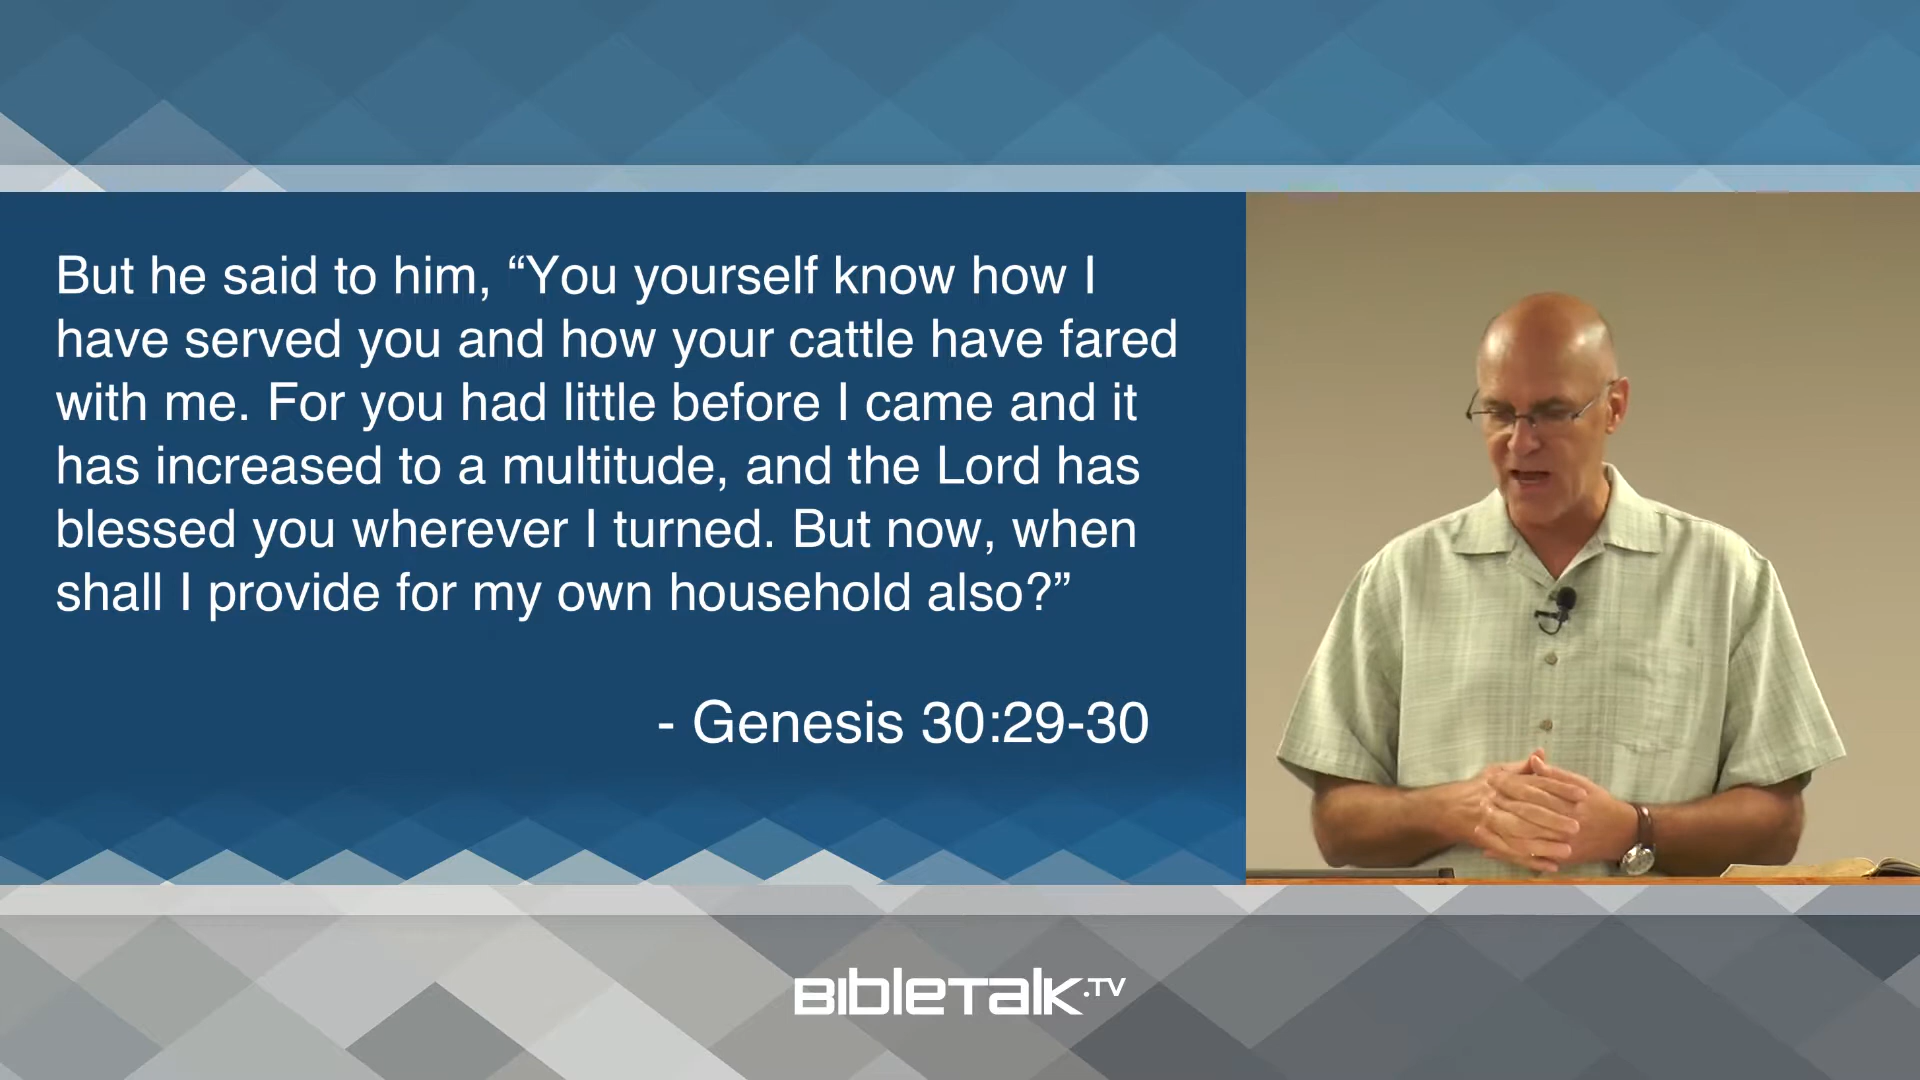 But he said to him, “You yourself know how I
have served you and how your cattle have fared
with me. For you had little before I came and it
has increased to a multitude, and the Lord has
blessed you wherever I turned. But now, when
shall I provide for my own household also?”
- Genesis 30:29-30
BibleTalk.TV